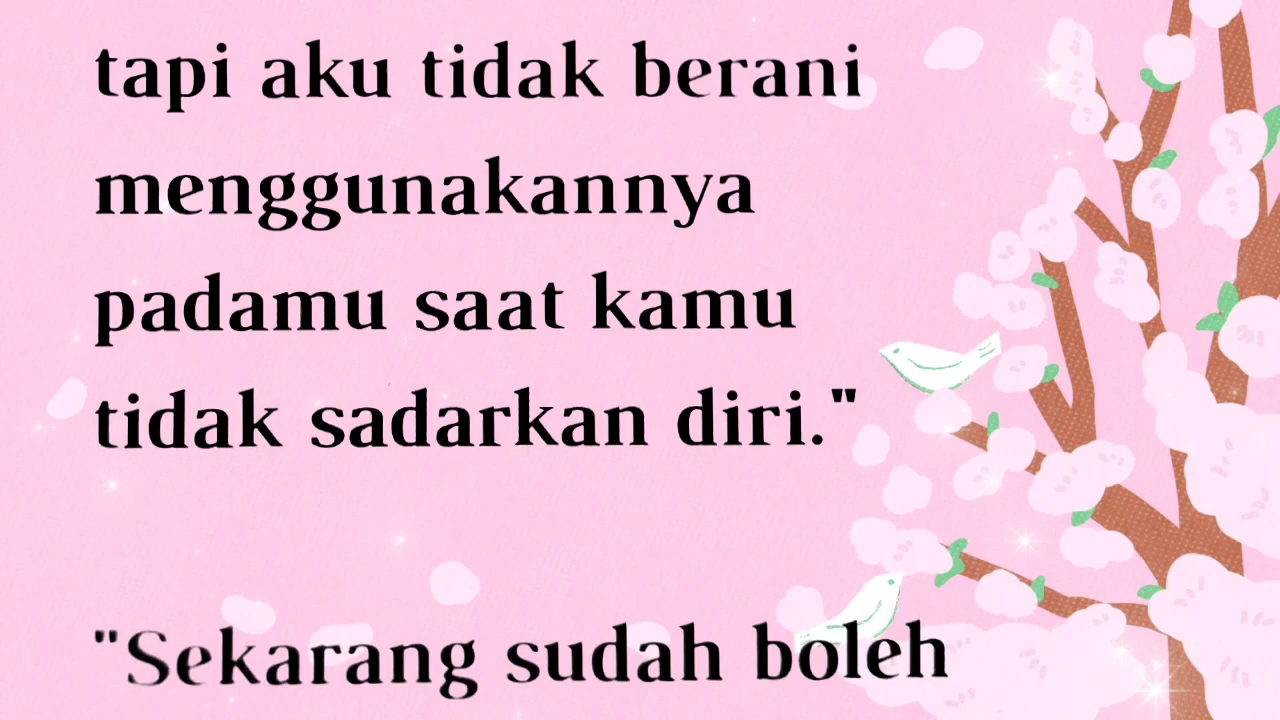 tapi aku tidak berani
menggunakannya
padamu saat kamu
tidak sadarkan diri."
"Sekarang sudah boleh